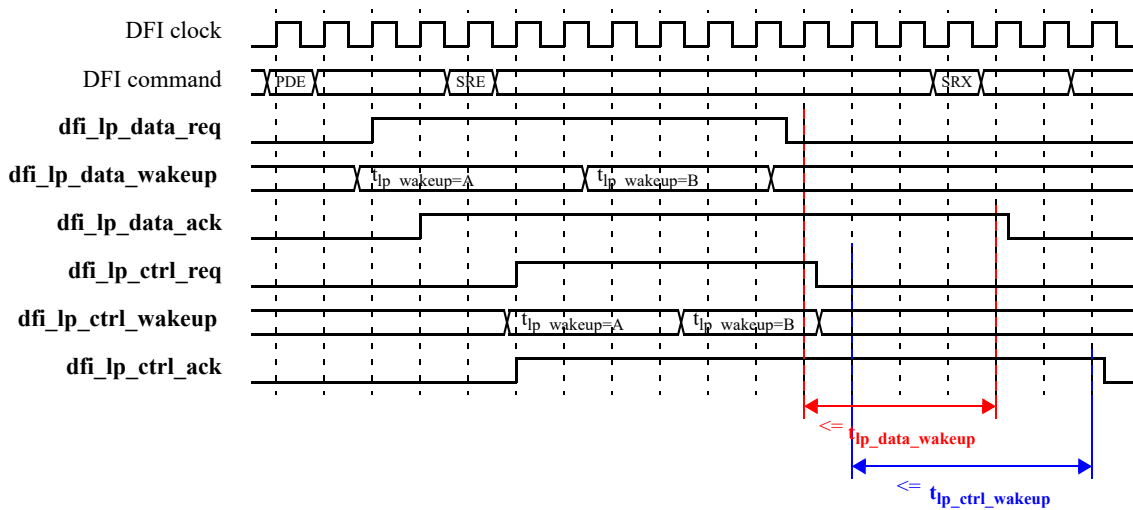 DFI clock
DFI command PDE SRE SRX
dfi_lp_data_req
dfi_lp_data_wakeup tlp_wakeup=A tlp_wakeup=B
dfi_lp_data_ack
dfi_lp_ctrl_req
dfi_lp_ctrl_wakeup tlp_wakeup=A tlp_wakeup=B
dfi_lp_ctrl_ack
<= tlp_data_wakeup
<= tlp_ctrl_wakeup